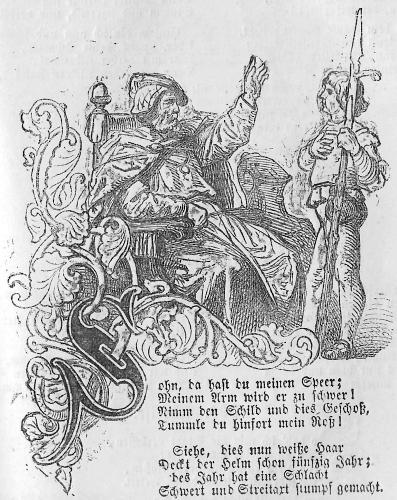 Sohn, da hast du meinen Speer;
Meinem Arm wird er zu schwer!
Nimm den Schild und dies Geschoß,
Tummle du hinfort mein Roß!
Siehe, dies nun weiße Haar
Deckt der Helm schon fünfzig Jahr;
des Jahr hat eine Schlacht
Schwert und Streitaxt stumpf gemacht.